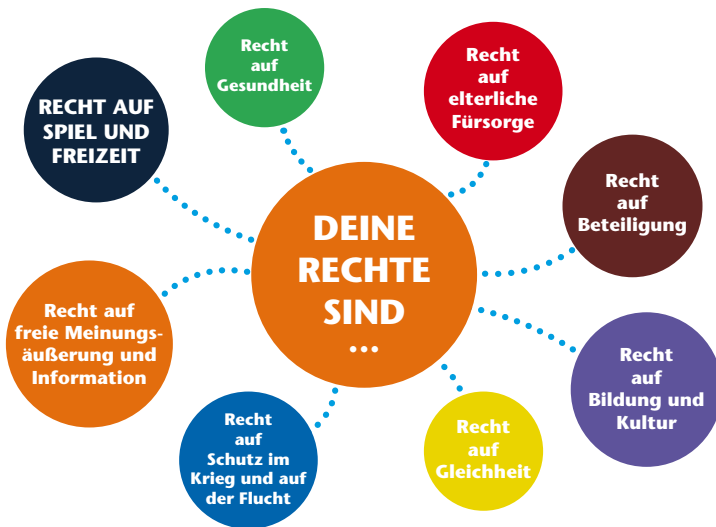 DEINE
RECHTE
SIND
...
Recht
auf
Gesundheit
Recht
auf
elterliche
Fürsorge
Recht
auf
Beteiligung
Recht
auf
Bildung und
Kultur
Recht
auf
Gleichheit
Recht
auf
Schutz im
Krieg und auf
der Flucht
Recht auf
freie Meinungs-
äußerung und
Information
RECHT AUF
SPIEL UND
FREIZEIT